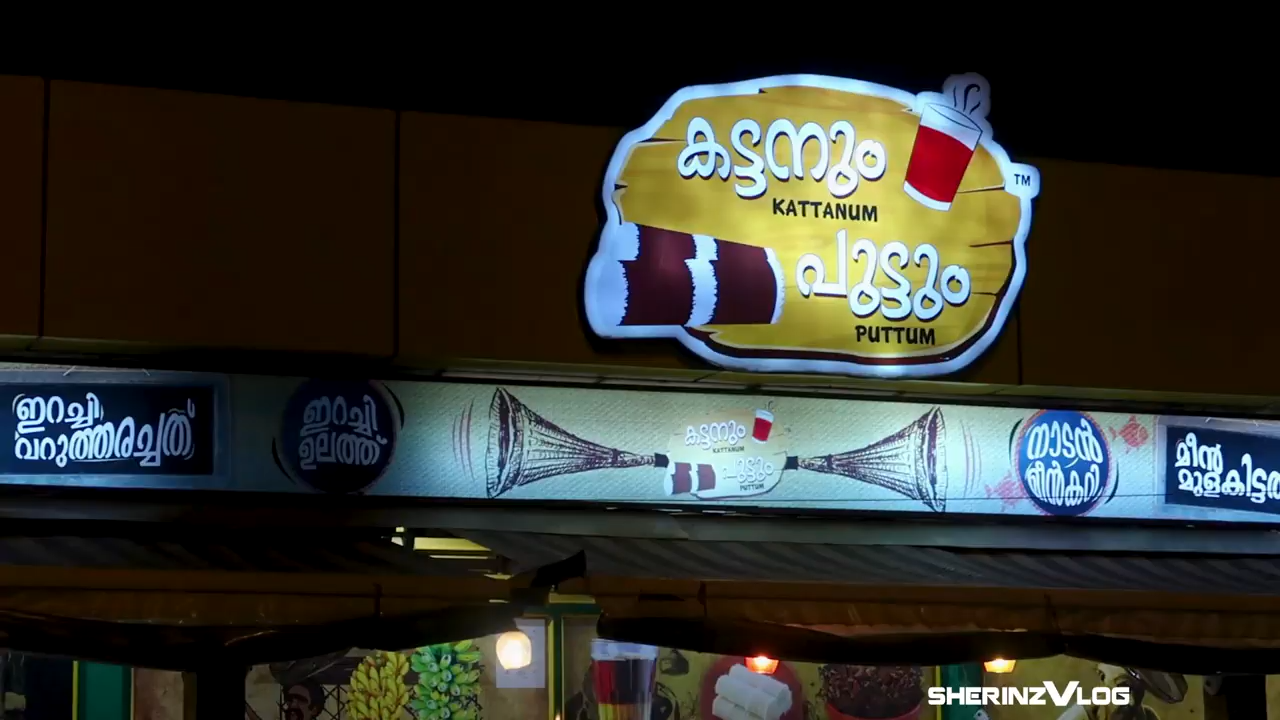 കട്ടനും
KATTANUM
TM
പുട്ടും
PUTTUM
ഇറച്ചി
വറുത്തരച്ചത്
ഇറച്ചി
ഉലത്ത്
കട്ടനും
KATTANUM
പുട്ടും
PUTTUM
നാടൻ
മീൻകറി
മീൻ
മുളകിട്ടത
SHERINZVLOG